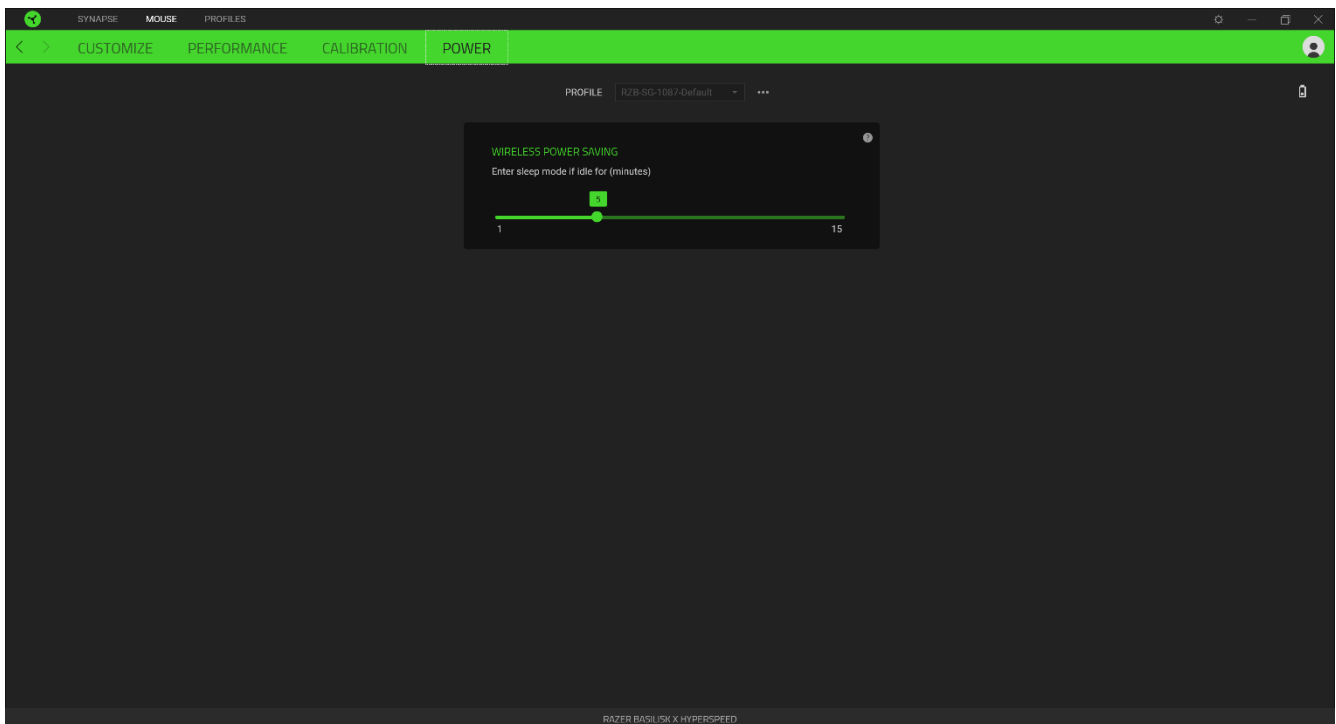 SYNAPSE MOUSE PROFILES
CUSTOMIZE PERFORMANCE CALIBRATION POWER
PROFILE RZB-SG-1087-Default
WIRELESS POWER SAVING
Enter sleep mode if idle for (minutes)
5
1 15
RAZER BASILISK X HYPERSPEED